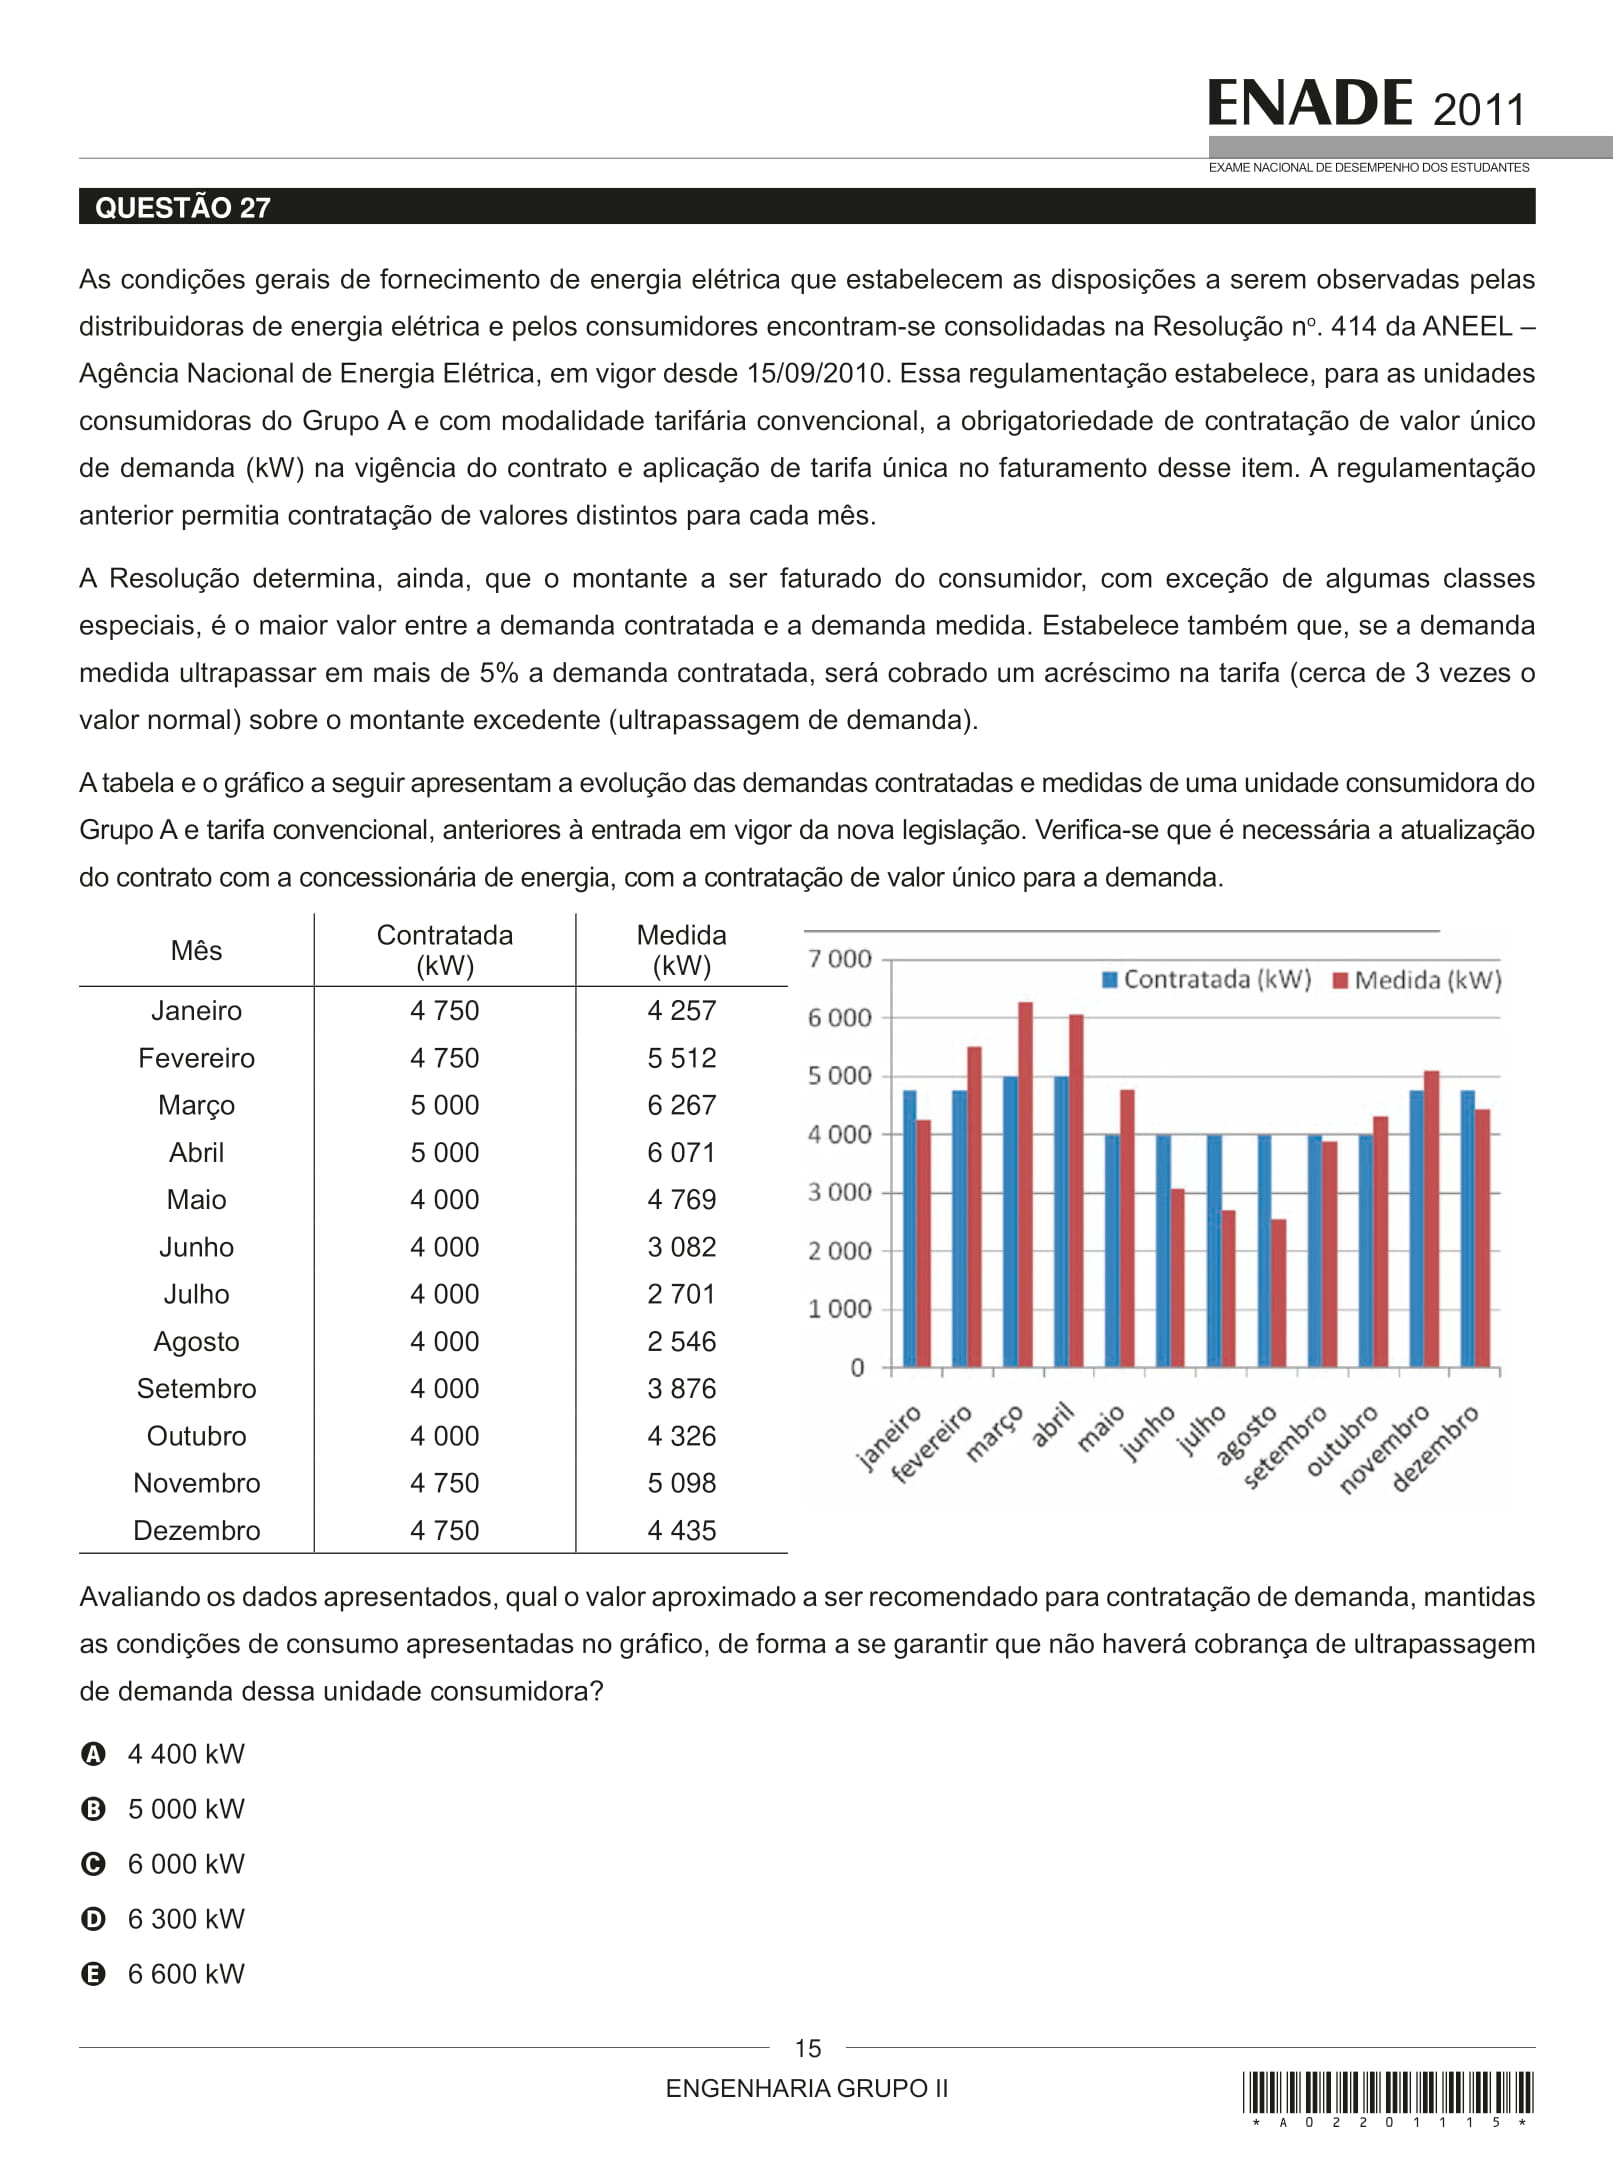 ENADE 2011
EXAME NACIONAL DE DESEMPENHO DOS ESTUDANTES
QUESTÃO 27
As condições gerais de fornecimento de energia elétrica que estabelecem as disposições a serem observadas pelas
distribuidoras de energia elétrica e pelos consumidores encontram-se consolidadas na Resolução nº. 414 da ANEEL –
Agência Nacional de Energia Elétrica, em vigor desde 15/09/2010. Essa regulamentação estabelece, para as unidades
consumidoras do Grupo A e com modalidade tarifária convencional, a obrigatoriedade de contratação de valor único
de demanda (kW) na vigência do contrato e aplicação de tarifa única no faturamento desse item. A regulamentação
anterior permitia contratação de valores distintos para cada mês.
A Resolução determina, ainda, que o montante a ser faturado do consumidor, com exceção de algumas classes
especiais, é o maior valor entre a demanda contratada e a demanda medida. Estabelece também que, se a demanda
medida ultrapassar em mais de 5% a demanda contratada, será cobrado um acréscimo na tarifa (cerca de 3 vezes o
valor normal) sobre o montante excedente (ultrapassagem de demanda).
A tabela e o gráfico a seguir apresentam a evolução das demandas contratadas e medidas de uma unidade consumidora do
Grupo A e tarifa convencional, anteriores à entrada em vigor da nova legislação. Verifica-se que é necessária a atualização
do contrato com a concessionária de energia, com a contratação de valor único para a demanda.
Mês Contratada (kW) Medida (kW)
Janeiro 4 750 4 257
Fevereiro 4 750 5 512
Março 5 000 6 267
Abril 5 000 6 071
Maio 4 000 4 769
Junho 4 000 3 082
Julho 4 000 2 701
Agosto 4 000 2 546
Setembro 4 000 3 876
Outubro 4 000 4 326
Novembro 4 750 5 098
Dezembro 4 750 4 435
Contratada (kW) Medida (kW)
7 000
6 000
5 000
4 000
3 000
2 000
1 000
0
janeiro fevereiro março abril maio junho julho agosto setembro outubro novembro dezembro
Avaliando os dados apresentados, qual o valor aproximado a ser recomendado para contratação de demanda, mantidas
as condições de consumo apresentadas no gráfico, de forma a se garantir que não haverá cobrança de ultrapassagem
de demanda dessa unidade consumidora?
A 4 400 kW
B 5 000 kW
C 6 000 kW
D 6 300 kW
E 6 600 kW
15
ENGENHARIA GRUPO II
* A 0 2 2 0 1 1 1 5 *